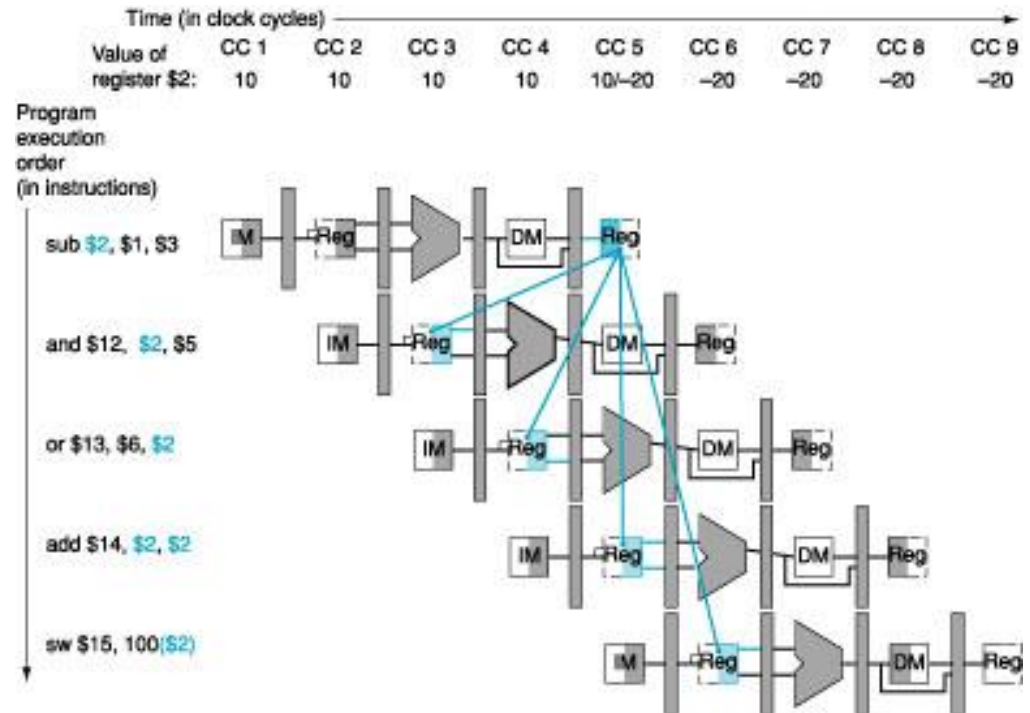 Time (in clock cycles)
CC 1 CC 2 CC 3 CC 4 CC 5 CC 6 CC 7 CC 8 CC 9
Value of
register $2: 10 10 10 10 10/–20 –20 –20 –20 –20
Program
execution
order
(in instructions)
sub $2, $1, $3
IM Reg DM Reg
and $12, $2, $5
IM Reg DM Reg
or $13, $6, $2
IM Reg DM Reg
add $14, $2, $2
IM Reg DM Reg
sw $15, 100($2)
IM Reg DM Reg